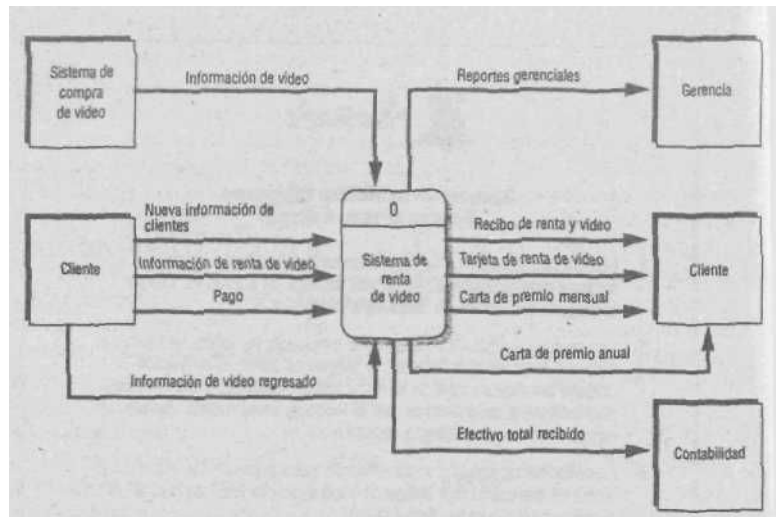 Sistema de
compra
de video
Información de video
Reportes gerenciales
Gerencia
Nueva información de
clientes
Cliente
Información de renta de video
Pago
Información de video regresado
0
Sistema de
renta
de video
Recibo de renta y video
Tarjeta de renta de video
Carta de premio mensual
Cliente
Carta de premio anual
Efectivo total recibido
Contabilidad